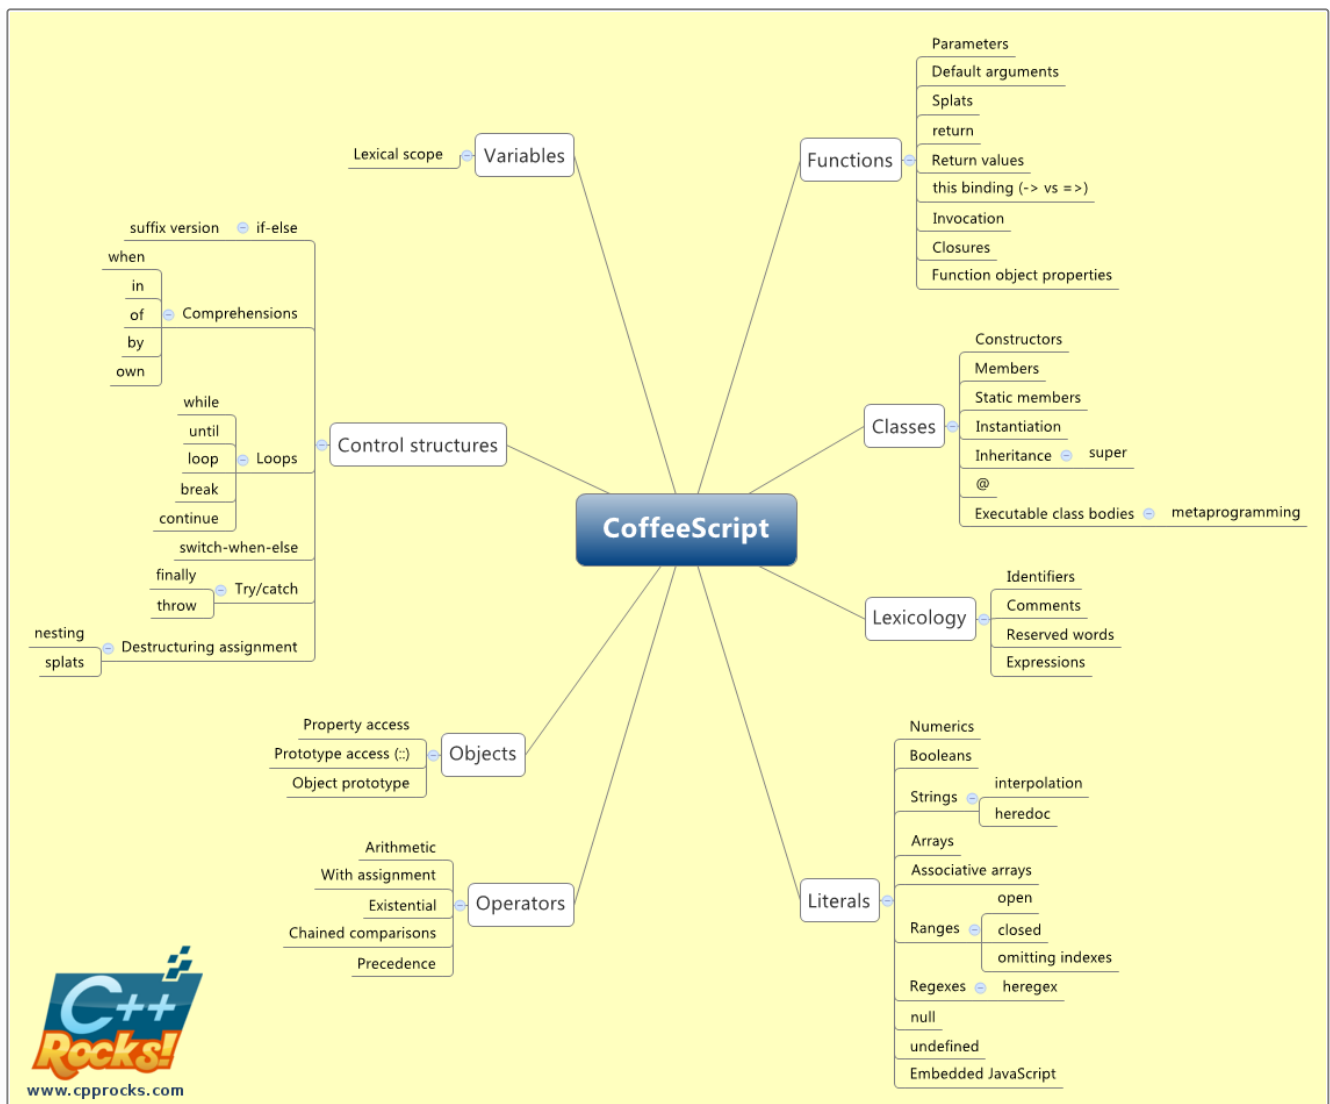 CoffeeScript
Variables
Lexical scope
Control structures
if-else
suffix version
Comprehensions
when
in
of
by
own
Loops
while
until
loop
break
continue
switch-when-else
Try/catch
finally
throw
Destructuring assignment
nesting
splats
Objects
Property access
Prototype access (::)
Object prototype
Operators
Arithmetic
With assignment
Existential
Chained comparisons
Precedence
Functions
Parameters
Default arguments
Splats
return
Return values
this binding (-> vs =>)
Invocation
Closures
Function object properties
Classes
Constructors
Members
Static members
Instantiation
Inheritance
super
@
Executable class bodies
metaprogramming
Lexicology
Identifiers
Comments
Reserved words
Expressions
Literals
Numerics
Booleans
Strings
interpolation
heredoc
Arrays
Associative arrays
Ranges
open
closed
omitting indexes
Regexes
heregex
null
undefined
Embedded JavaScript
C++
Rocks!
www.cpprocks.com